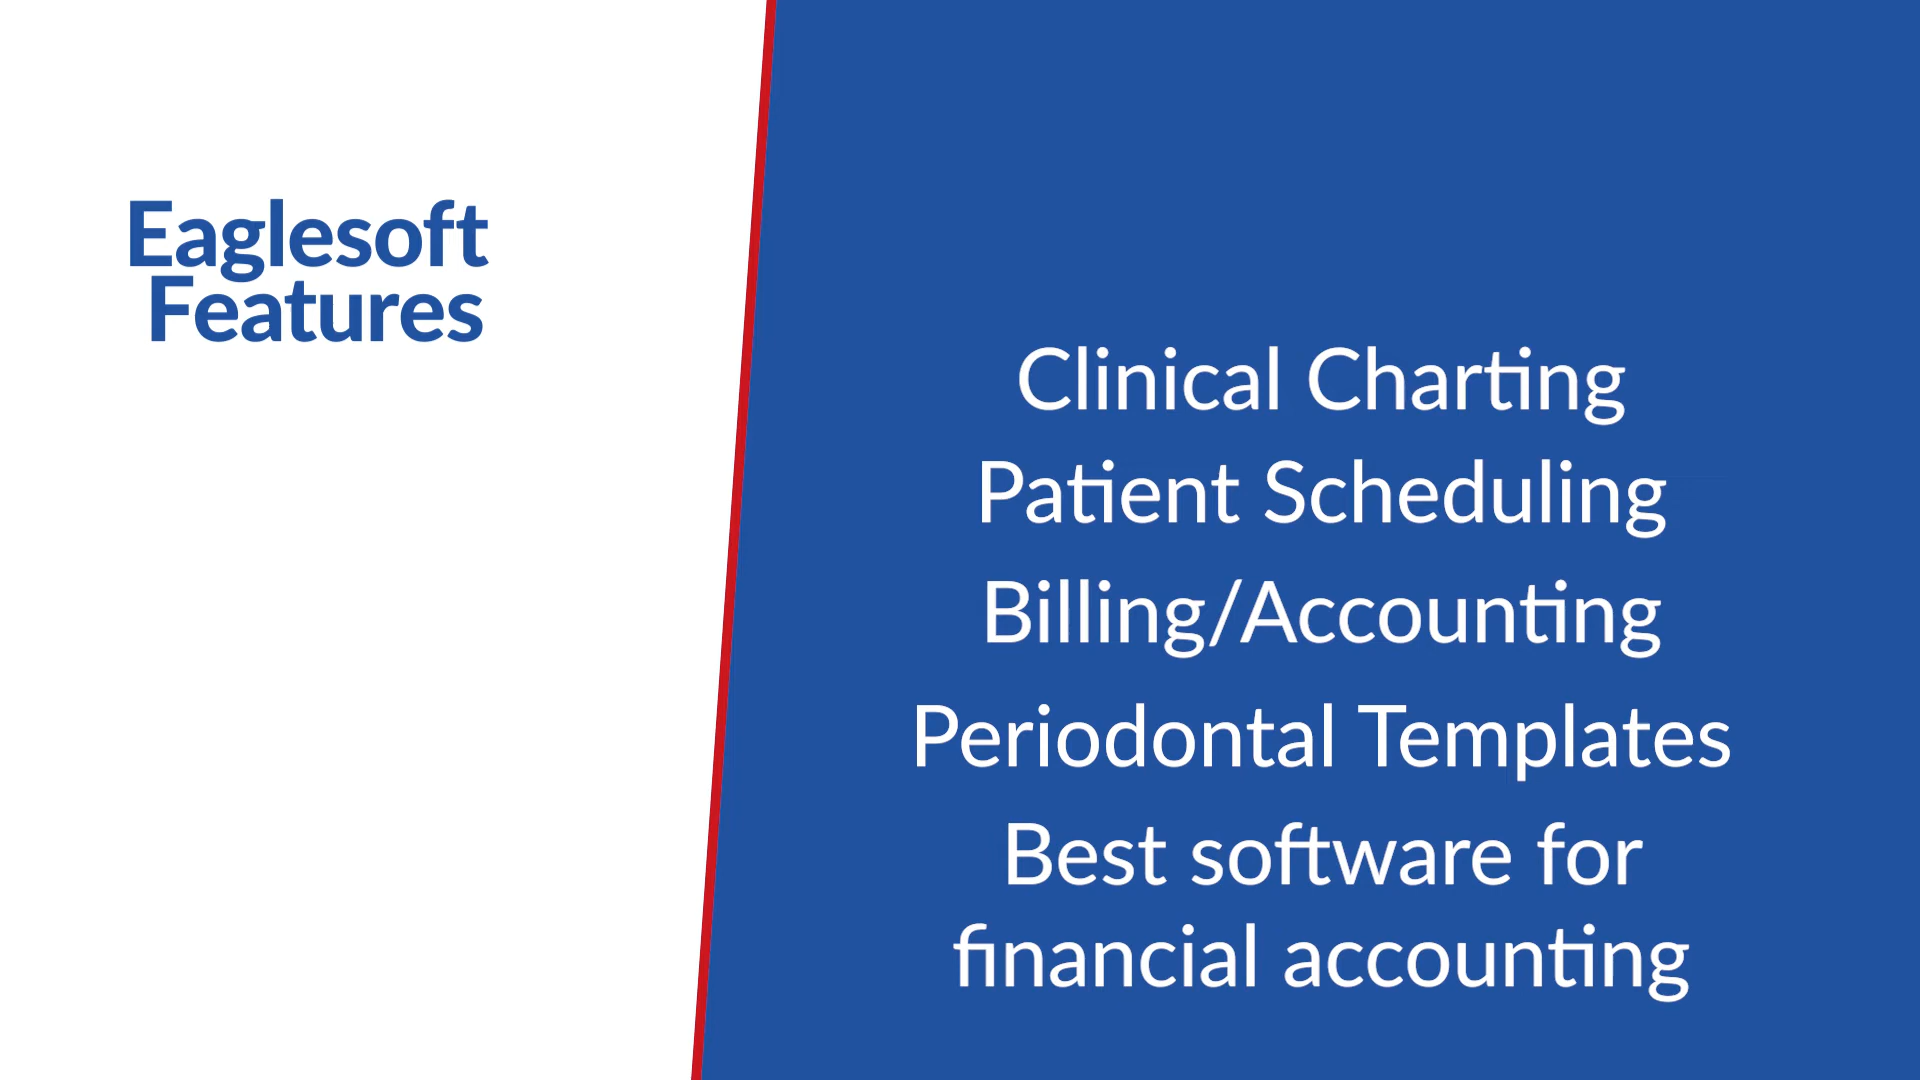 Eaglesoft
Features
Clinical Charting
Patient Scheduling
Billing/Accounting
Periodontal Templates
Best software for
financial accounting